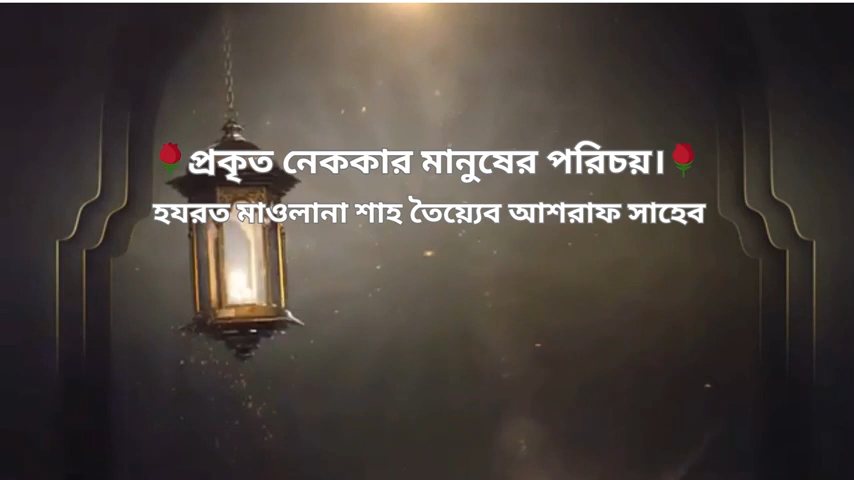 🌹প্রকৃত নেককার মানুষের পরিচয়।🌹
হযরত মাওলানা শাহ তৈয়্যেব আশরাফ সাহেব